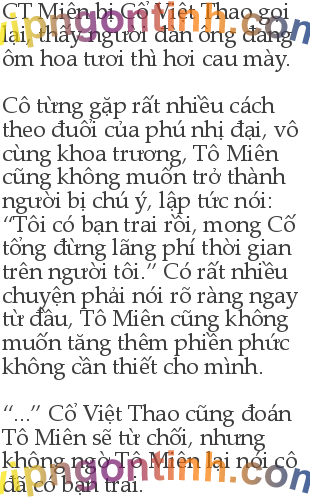 CT Miên bị Cổ Việt Thao gọi
lại, thấy người đàn ông đang
ôm hoa tươi thì hơi cau mày.
Cô từng gặp rất nhiều cách
theo đuổi của phú nhị đại, vô
cùng khoa trương, Tô Miên
cũng không muốn trở thành
người bị chú ý, lập tức nói:
“Tôi có bạn trai rồi, mong Cố
tổng đừng lãng phí thời gian
trên người tôi.” Có rất nhiều
chuyện phải nói rõ ràng ngay
từ đầu, Tô Miên cũng không
muốn tăng thêm phiền phức
không cần thiết cho mình.
“...” Cổ Việt Thao cũng đoán
Tô Miên sẽ từ chối, nhưng
không ngờ Tô Miên lại nói cô
đã có bạn trai.
vipngontinh.com
vipngontinh.com